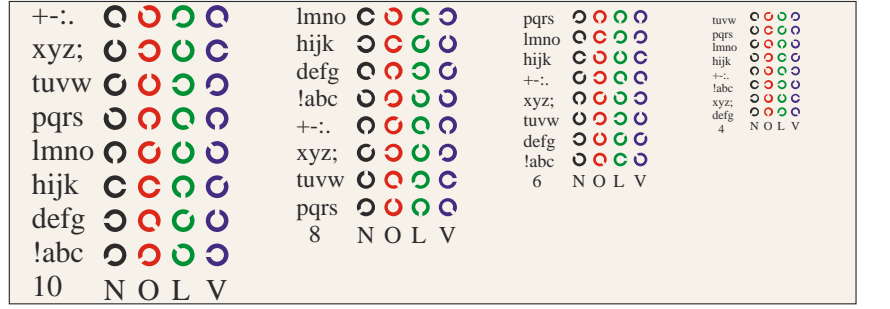 +-:.
xyz;
tuvw
pqrs
lmno
hijk
defg
!abc
10 N O L V
lmno
hijk
defg
!abc
+-:.
xyz;
tuvw
pqrs
8 N O L V
pqrs
lmno
hijk
+-:.
xyz;
tuvw
defg
!abc
6 N O L V
tuvw
pqrs
lmno
hijk
+-:.
!abc
xyz;
defg
4 N O L V